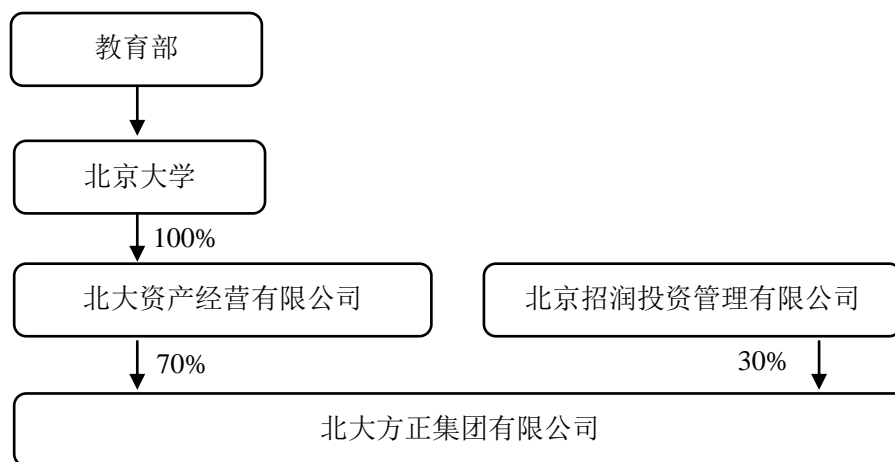 教育部
北京大学
100%
北大资产经营有限公司
北京招润投资管理有限公司
70%
30%
北大方正集团有限公司